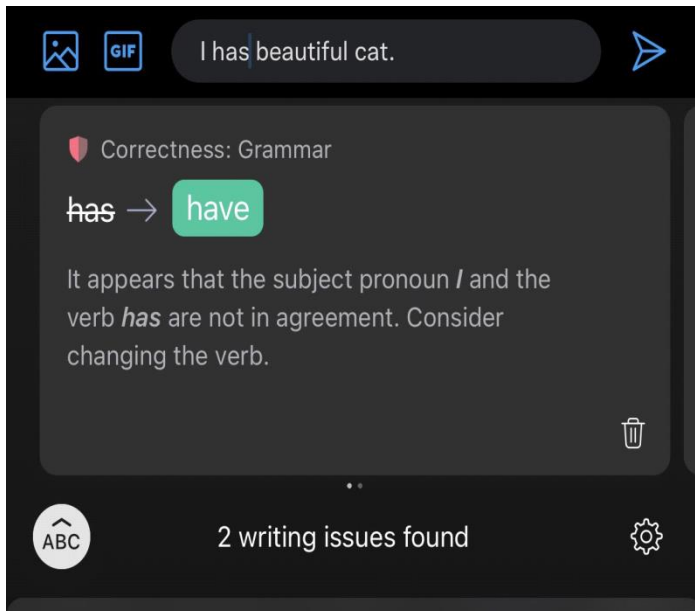 GIF
I has beautiful cat.
Correctness: Grammar
has → have
It appears that the subject pronoun I and the
verb has are not in agreement. Consider
changing the verb.
ABC
2 writing issues found